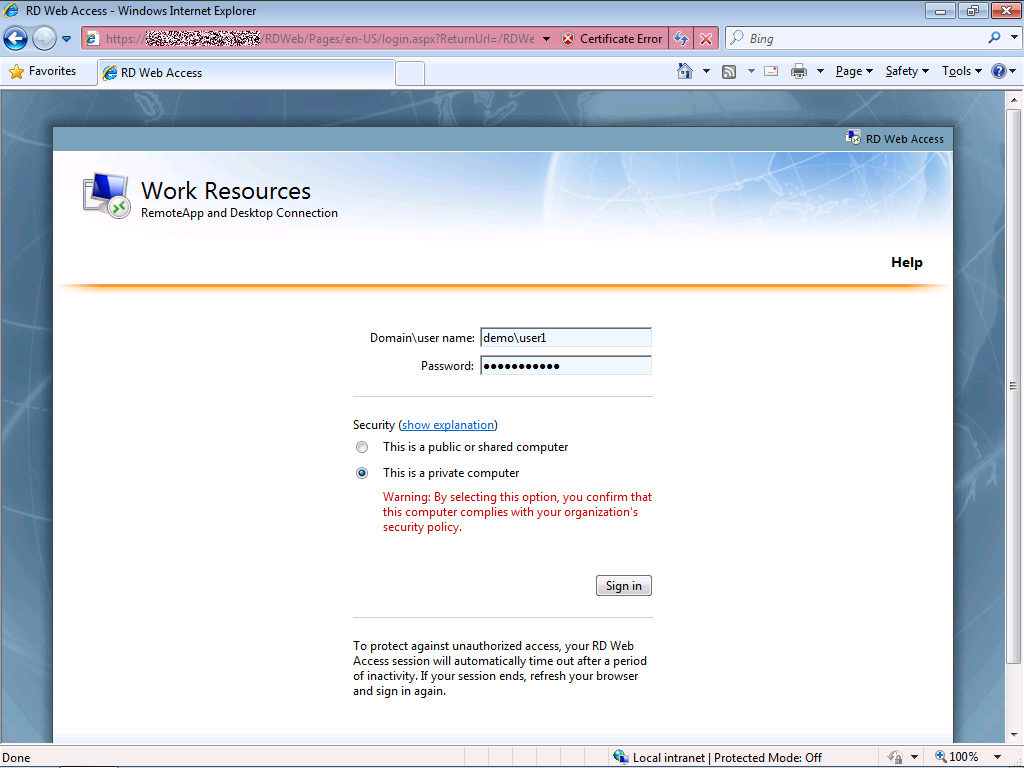 RD Web Access - Windows Internet Explorer
https:// /RDWeb/Pages/en-US/login.aspx?ReturnUrl=/RDWe Certificate Error Bing
Favorites RD Web Access Page Safety Tools
RD Web Access
Work Resources
RemoteApp and Desktop Connection
Help
Domain\user name: demo\user1
Password: ●●●●●●●●●●●
Security (show explanation)
This is a public or shared computer
This is a private computer
Warning: By selecting this option, you confirm that
this computer complies with your organization's
security policy.
Sign in
To protect against unauthorized access, your RD Web
Access session will automatically time out after a period
of inactivity. If your session ends, refresh your browser
and sign in again.
Done Local intranet | Protected Mode: Off 100%